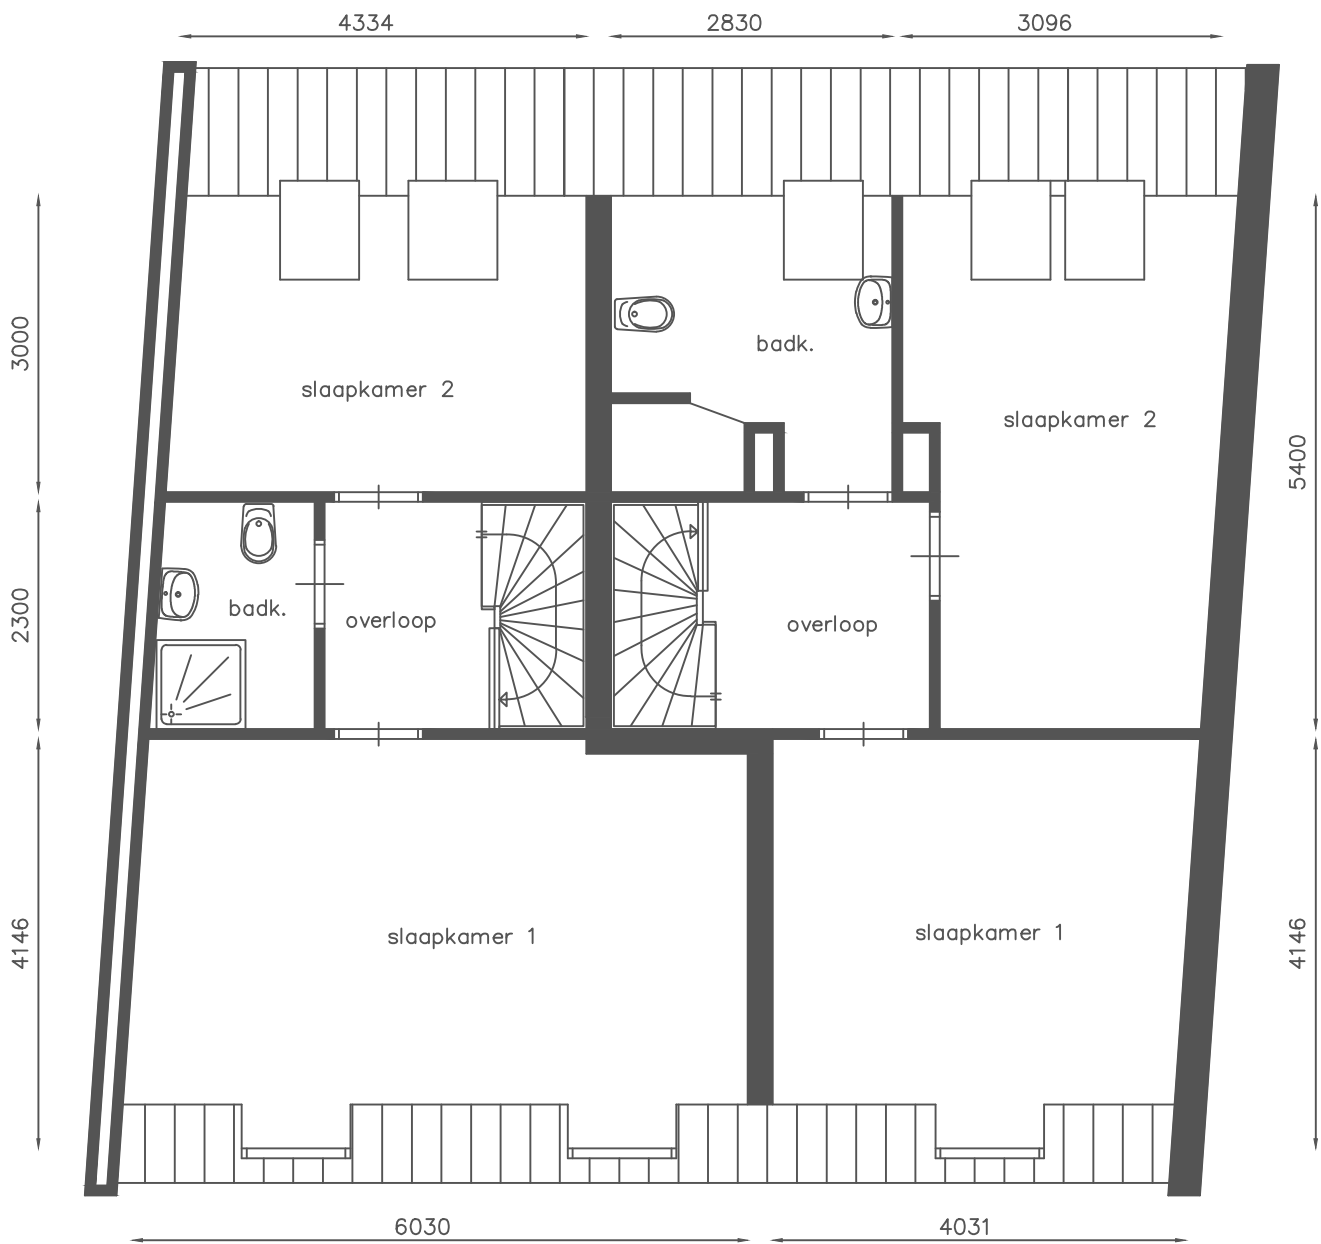 4334
2830
3096
3000
badk.
slaapkamer 2
slaapkamer 2
5400
2300
badk.
overloop
overloop
4146
slaapkamer 1
slaapkamer 1
4146
6030
4031